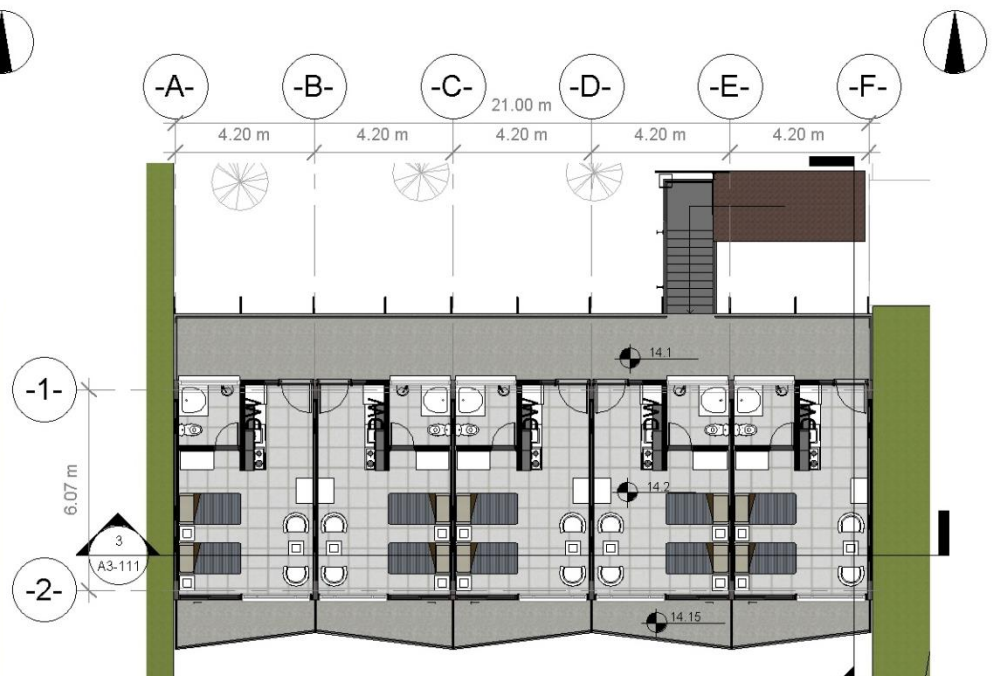 -A- -B- -C- -D- -E- -F-
21.00 m
4.20 m 4.20 m 4.20 m 4.20 m 4.20 m
14.1
-1-
DW DW DW DW DW
6.07 m
14.2
3
A3-111
-2-
14.15